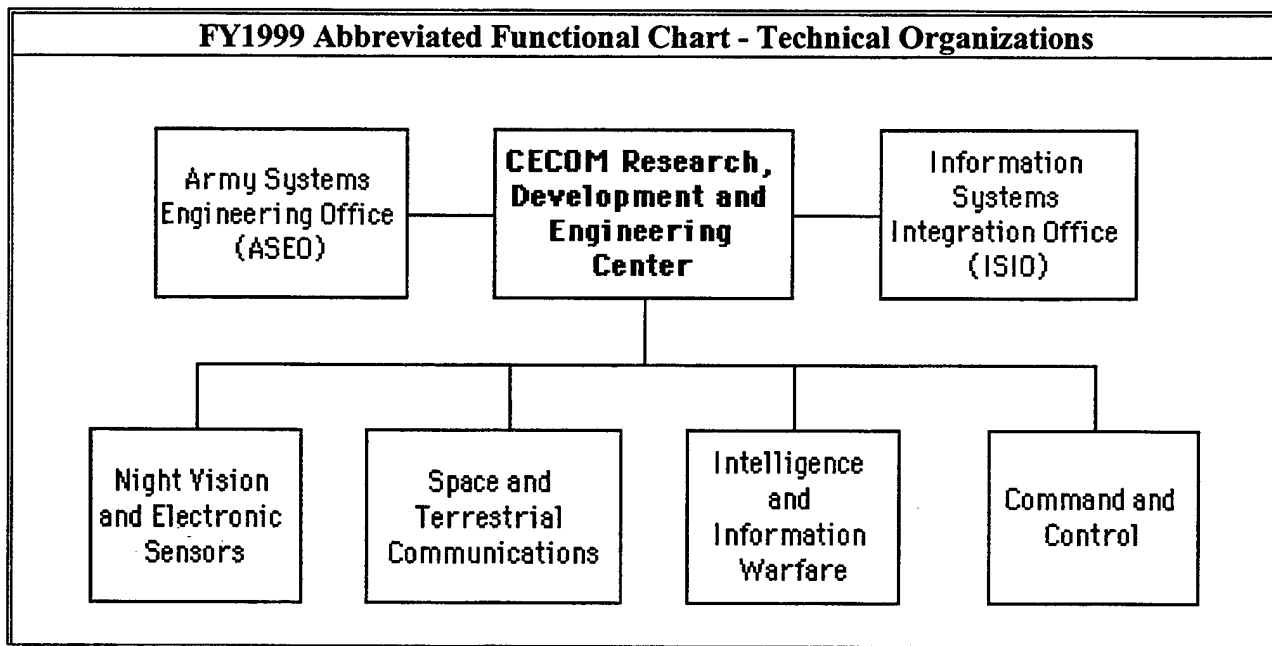 FY1999 Abbreviated Functional Chart - Technical Organizations
Army Systems
Engineering Office
(ASEO)
CECOM Research,
Development and
Engineering
Center
Information
Systems
Integration Office
(ISIO)
Night Vision
and Electronic
Sensors
Space and
Terrestrial
Communications
Intelligence
and
Information
Warfare
Command and
Control